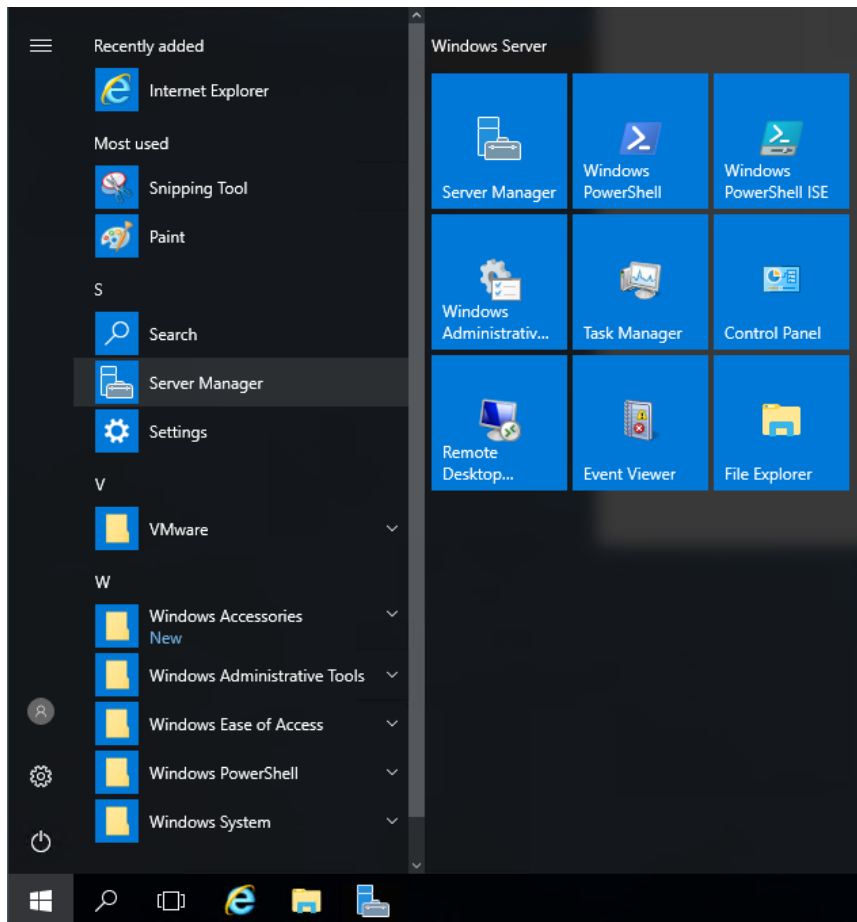 Recently added
Internet Explorer
Most used
Snipping Tool
Paint
S
Search
Server Manager
Settings
V
VMware
W
Windows Accessories
New
Windows Administrative Tools
Windows Ease of Access
Windows PowerShell
Windows System
Windows Server
Server Manager
Windows
PowerShell
Windows
PowerShell ISE
Windows
Administrativ...
Task Manager
Control Panel
Remote
Desktop...
Event Viewer
File Explorer